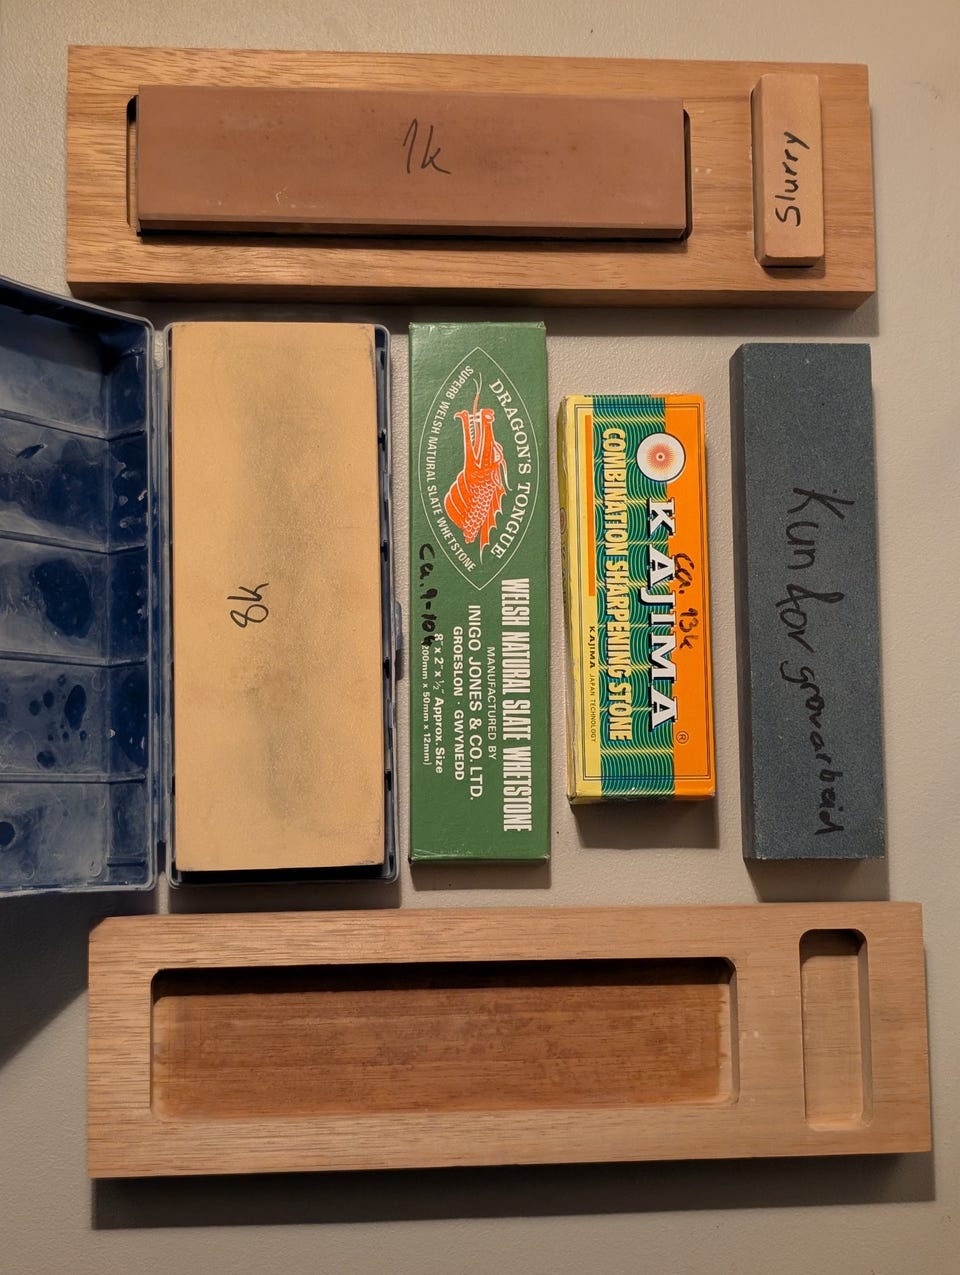 1k
Slurry
8k
DRAGON'S TONGUE
SUPERB WELSH NATURAL SLATE WHETSTONE
ca. 9-10k
WELSH NATURAL SLATE WHETSTONE
MANUFACTURED BY
INIGO JONES & CO. LTD.
GROESLON · GWYNEDD
8" x 2" x ½" Approx. Size
(200mm x 50mm x 12mm)
KAJIMA®
ca. 13k
COMBINATION SHARPENING STONE
KAJIMA JAPAN TECHNOLOGY
Kun for grovarbeid